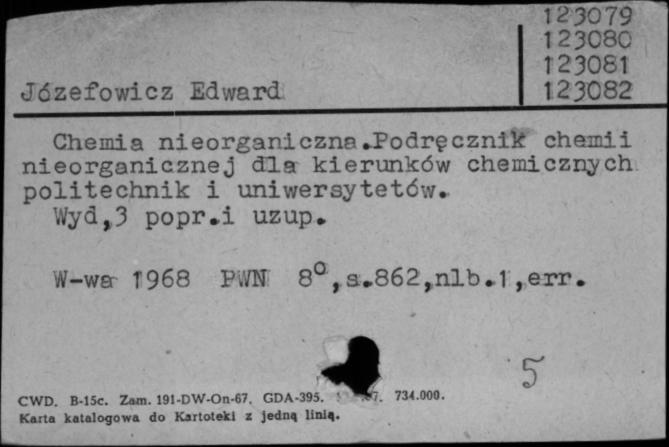 123079
123080
123081
Józefowicz Edward 123082
Chemia nieorganiczna.Podręcznik chemii
nieorganicznej dla kierunków chemicznych
politechnik i uniwersytetów.
Wyd,3 popr.i uzup.
W-wa 1968 PWN 8°,s.862,nlb.1,err.
5
CWD. B-15c. Zam. 191-DW-On-67. GDA-395. 7. 734.000.
Karta katalogowa do Kartoteki z jedną linią.